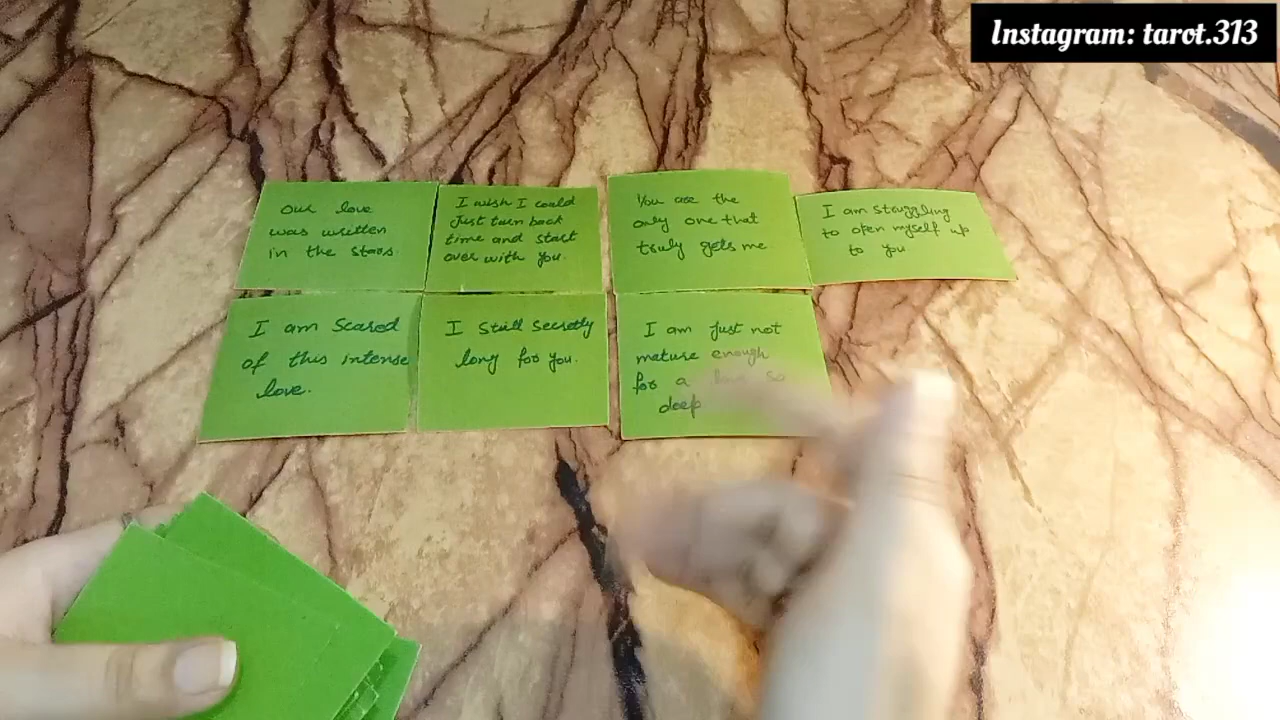 Instagram: tarot.313
Our love
was written
in the stars.
I wish I could
Just turn back
time and start
over with you.
You are the
only one that
truly gets me.
I am struggling
to open myself up
to you.
I am scared
of this intense
love.
I still secretly
long for you.
I am just not
mature enough
for a love so
deep